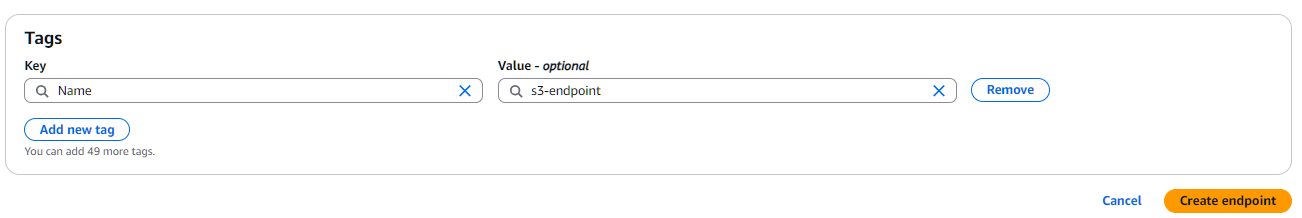 Tags
Key
Value - optional
Name
s3-endpoint
Remove
Add new tag
You can add 49 more tags.
Cancel
Create endpoint